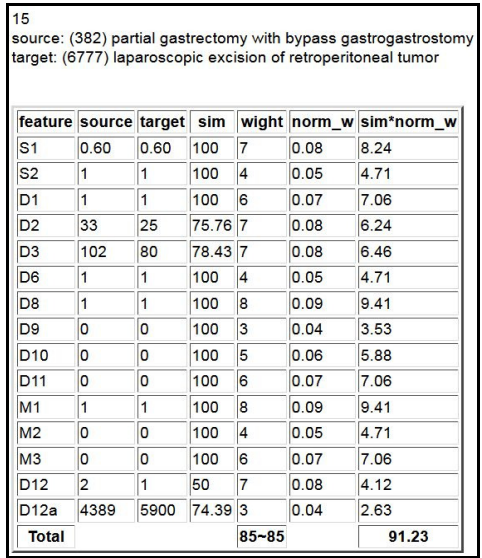 15
source: (382) partial gastrectomy with bypass gastrogastrostomy
target: (6777) laparoscopic excision of retroperitoneal tumor
feature source target sim wight norm_w sim*norm_w
S1 0.60 0.60 100 7 0.08 8.24
S2 1 1 100 4 0.05 4.71
D1 1 1 100 6 0.07 7.06
D2 33 25 75.76 7 0.08 6.24
D3 102 80 78.43 7 0.08 6.46
D6 1 1 100 4 0.05 4.71
D8 1 1 100 8 0.09 9.41
D9 0 0 100 3 0.04 3.53
D10 0 0 100 5 0.06 5.88
D11 0 0 100 6 0.07 7.06
M1 1 1 100 8 0.09 9.41
M2 0 0 100 4 0.05 4.71
M3 0 0 100 6 0.07 7.06
D12 2 1 50 7 0.08 4.12
D12a 4389 5900 74.39 3 0.04 2.63
Total 85~85 91.23